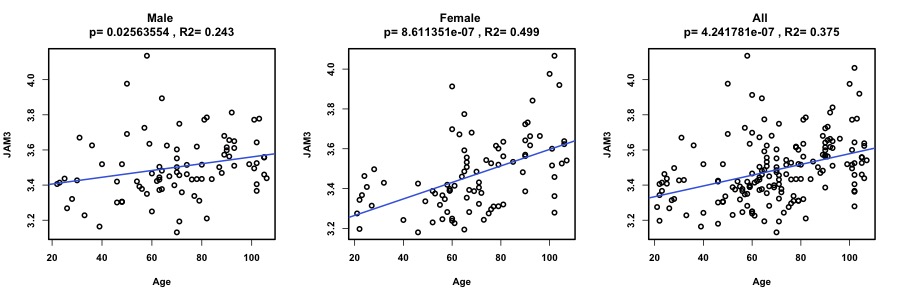 Male
p= 0.02563554 , R2= 0.243
JAM3
4.0
3.8
3.6
3.4
3.2
20 40 60 80 100
Age
Female
p= 8.611351e-07 , R2= 0.499
JAM3
4.0
3.8
3.6
3.4
3.2
20 40 60 80 100
Age
All
p= 4.241781e-07 , R2= 0.375
JAM3
4.0
3.8
3.6
3.4
3.2
20 40 60 80 100
Age